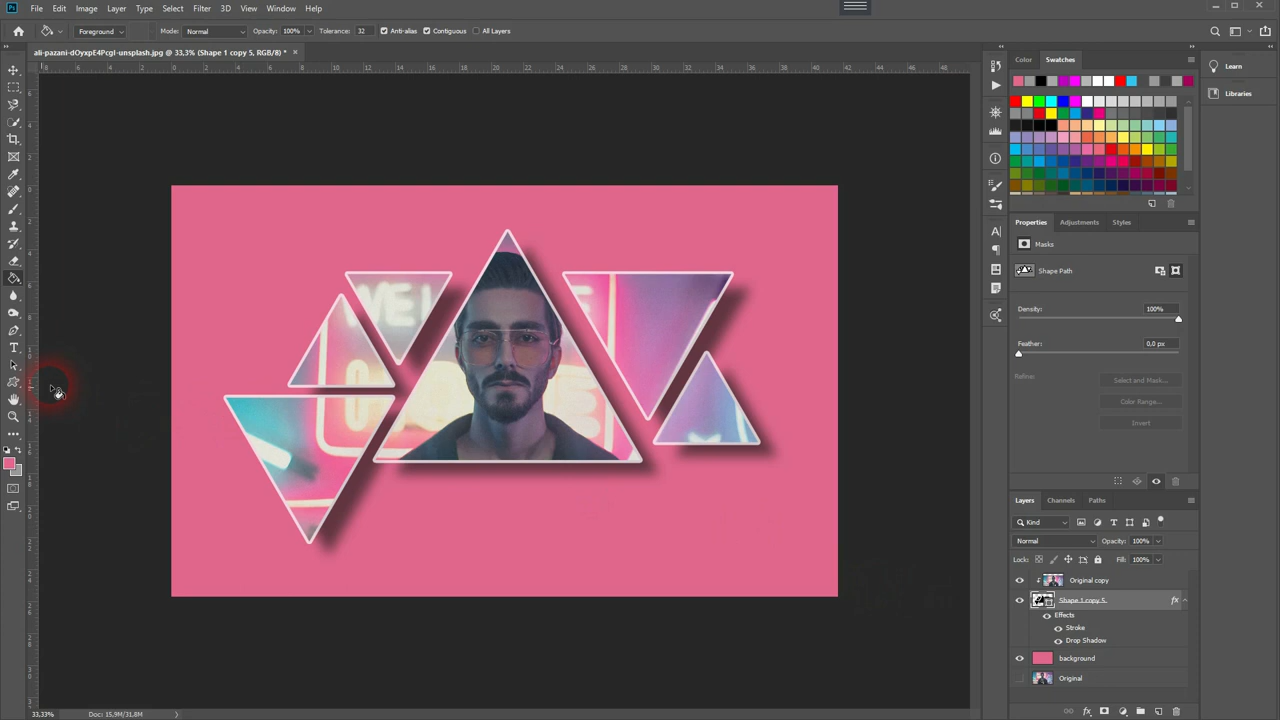 Ps File Edit Image Layer Type Select Filter 3D View Window Help
Foreground Mode: Normal Opacity: 100% Tolerance: 32 Anti-alias Contiguous All Layers
ali-pazani-dOyxpE4PcgI-unsplash.jpg @ 33,3% (Shape 1 copy 5, RGB/8) *
Color Swatches
Learn
Libraries
Properties Adjustments Styles
Masks
Shape Path
Density: 100%
Feather: 0,0 px
Refine: Select and Mask...
Color Range...
Invert
Layers Channels Paths
Kind
Normal Opacity: 100%
Lock: Fill: 100%
Original copy
Shape 1 copy 5 fx
Effects
Stroke
Drop Shadow
background
Original
33,33% Doc: 15,9M/31,8M